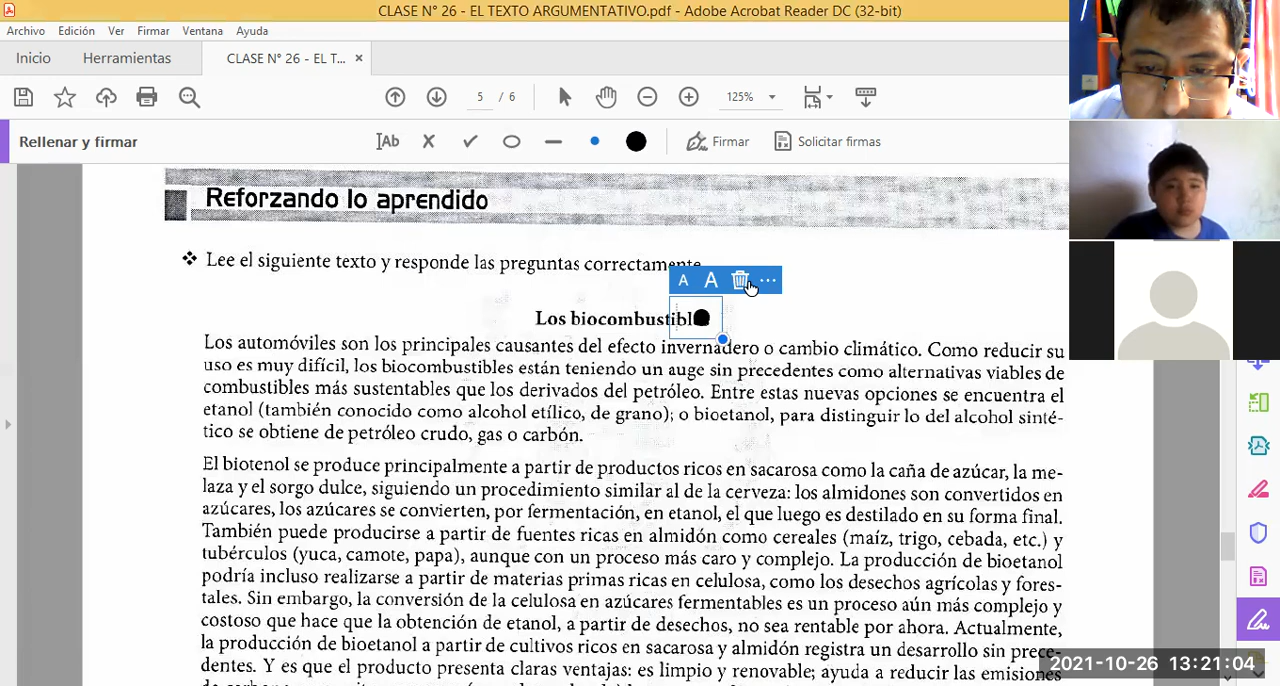 CLASE N° 26 - EL TEXTO ARGUMENTATIVO.pdf - Adobe Acrobat Reader DC (32-bit)
Archivo Edición Ver Firmar Ventana Ayuda
Inicio Herramientas CLASE N° 26 - EL T... ×
5 / 6 125%
Rellenar y firmar Ab Firmar Solicitar firmas
Reforzando lo aprendido
Lee el siguiente texto y responde las preguntas correctamente.
A A ...
Los biocombustibl
Los automóviles son los principales causantes del efecto invernadero o cambio climático. Como reducir su
uso es muy difícil, los biocombustibles están teniendo un auge sin precedentes como alternativas viables de
combustibles más sustentables que los derivados del petróleo. Entre estas nuevas opciones se encuentra el
etanol (también conocido como alcohol etílico, de grano); o bioetanol, para distinguir lo del alcohol sinté-
tico se obtiene de petróleo crudo, gas o carbón.
El biotenol se produce principalmente a partir de productos ricos en sacarosa como la caña de azúcar, la me-
laza y el sorgo dulce, siguiendo un procedimiento similar al de la cerveza: los almidones son convertidos en
azúcares, los azúcares se convierten, por fermentación, en etanol, el que luego es destilado en su forma final.
También puede producirse a partir de fuentes ricas en almidón como cereales (maíz, trigo, cebada, etc.) y
tubérculos (yuca, camote, papa), aunque con un proceso más caro y complejo. La producción de bioetanol
podría incluso realizarse a partir de materias primas ricas en celulosa, como los desechos agrícolas y fores-
tales. Sin embargo, la conversión de la celulosa en azúcares fermentables es un proceso aún más complejo y
costoso que hace que la obtención de etanol, a partir de desechos, no sea rentable por ahora. Actualmente,
la producción de bioetanol a partir de cultivos ricos en sacarosa y almidón registra un desarrollo sin prece-
dentes. Y es que el producto presenta claras ventajas: es limpio y renovable; ayuda a reducir las emisiones
2021-10-26 13:21:04